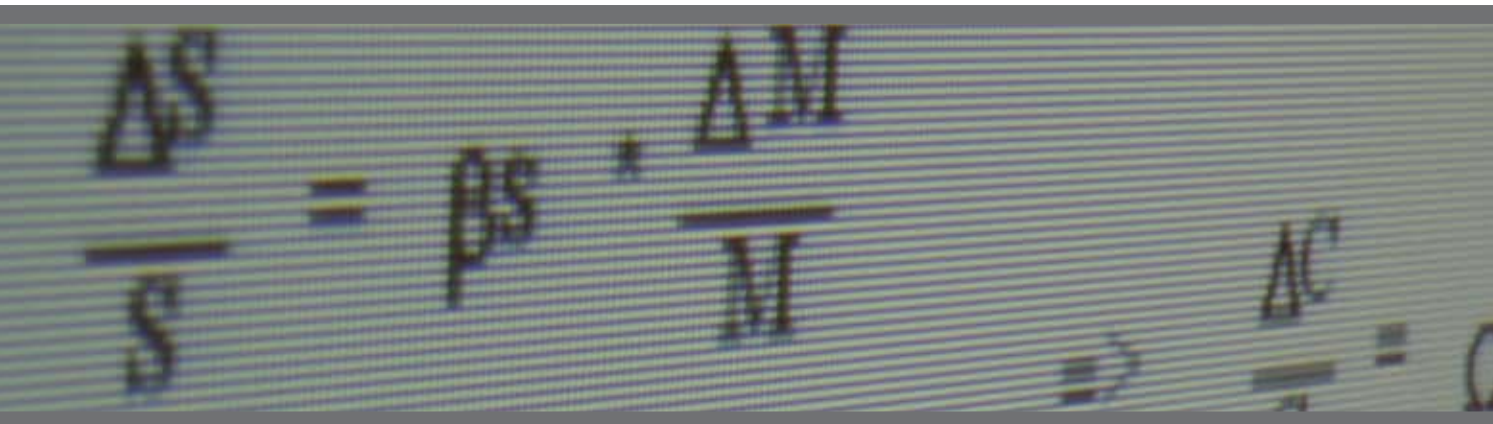 ΔS/S = βs * ΔM/M
=> ΔC/ =